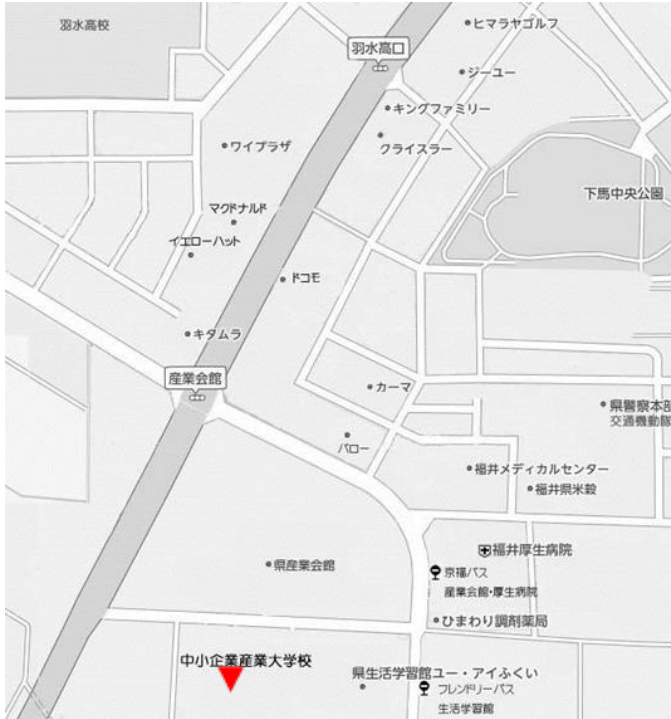 羽水高校
ヒマラヤゴルフ
羽水高口
ジーユー
キングファミリー
クライスラー
ワイプラザ
下馬中央公園
マクドナルド
イエローハット
ドコモ
キタムラ
産業会館
カーマ
県警察本部
交通機動隊
バロー
福井メディカルセンター
福井県米穀
福井厚生病院
県産業会館
京福バス
産業会館・厚生病院
ひまわり調剤薬局
中小企業産業大学校
県生活学習館ユー・アイふくい
フレンドリーバス
生活学習館